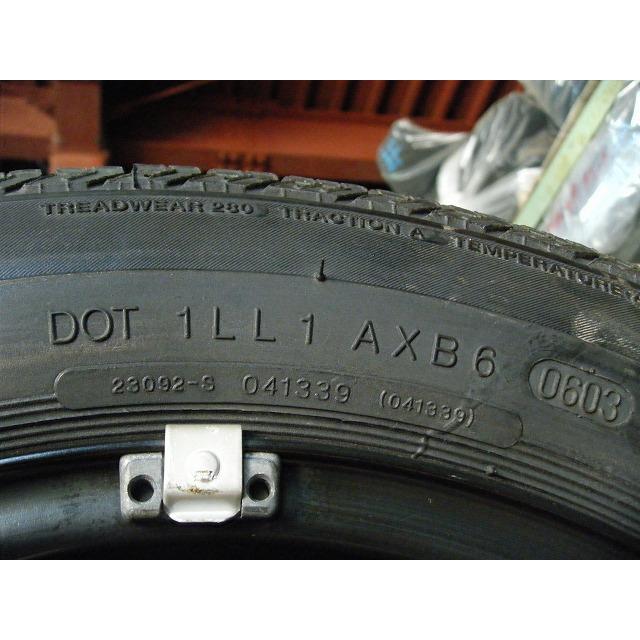 TREADWEAR 280 TRACTION A TEMPERATURE
DOT 1LL1 AXB6 0603
23092-S 041339 (041339)